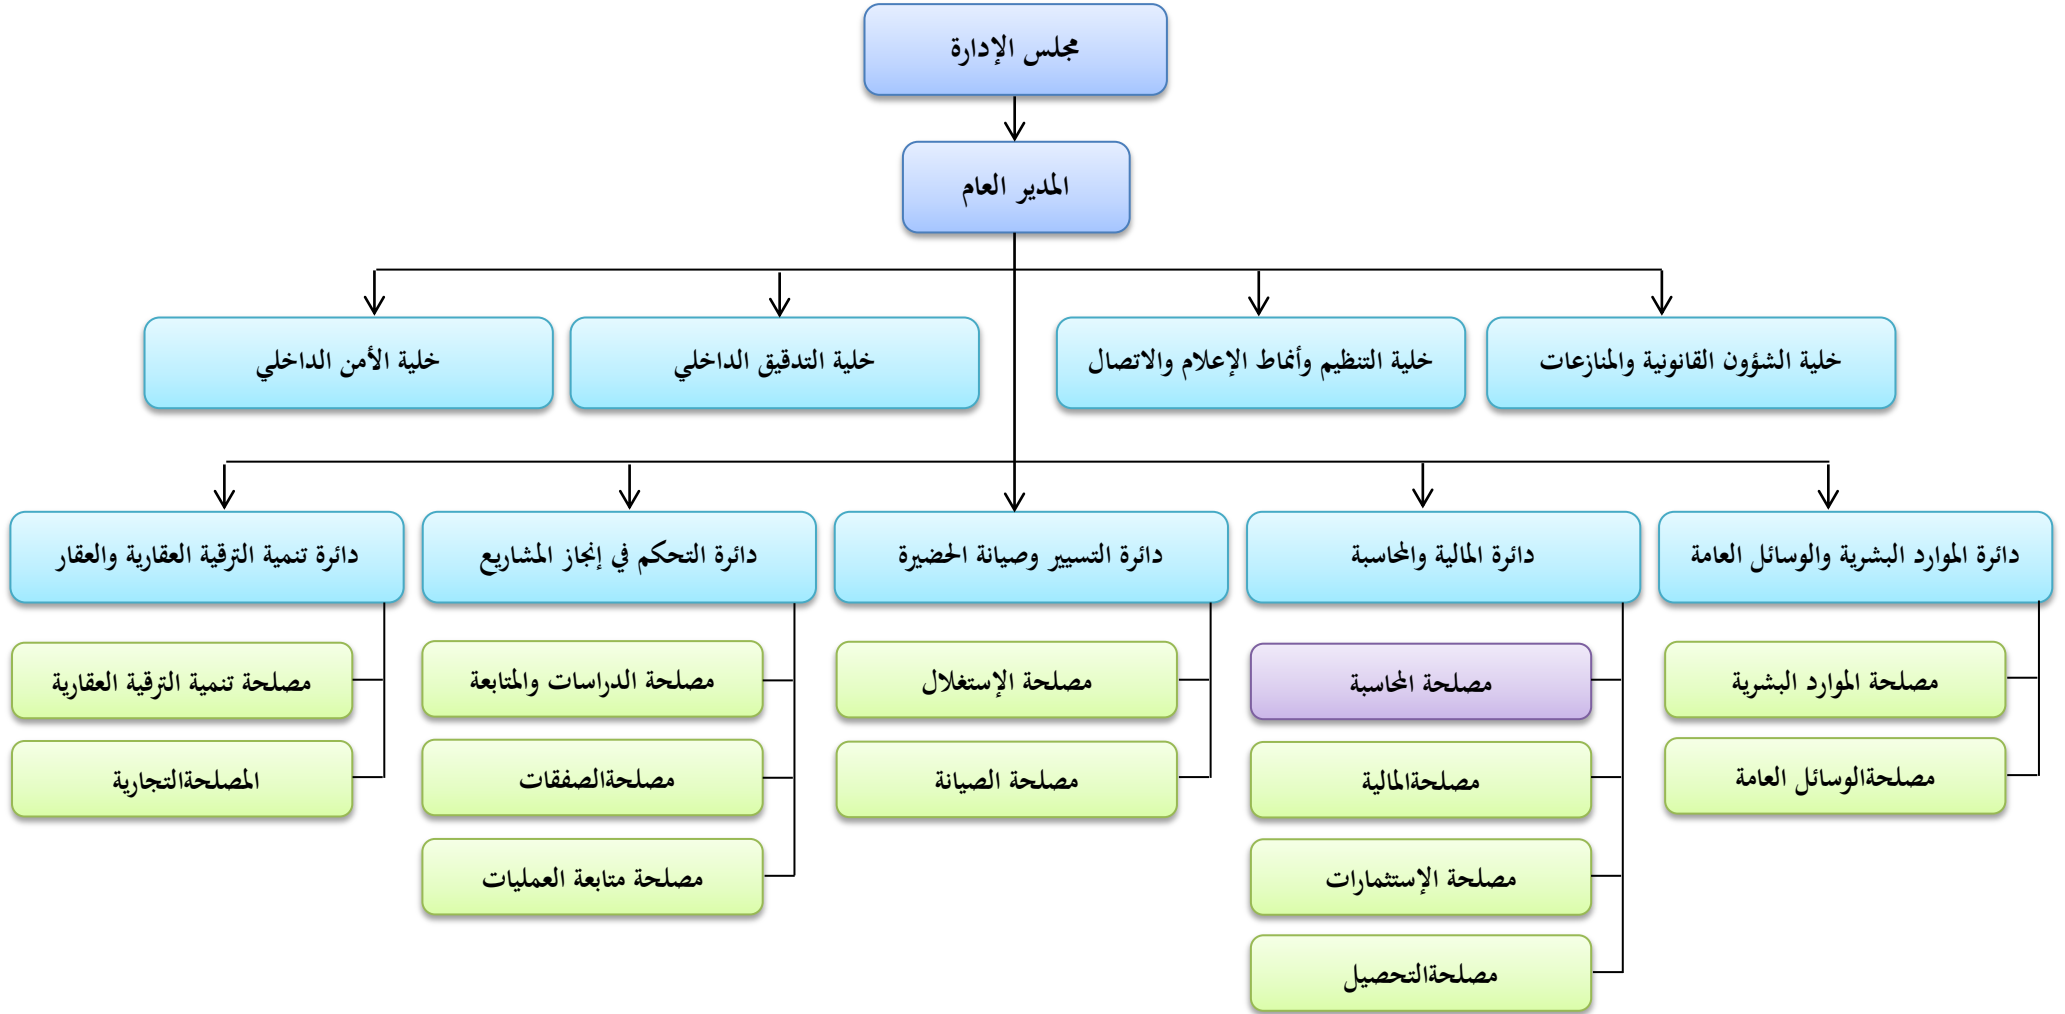 مجلس الإدارة
المدير العام
خلية الشؤون القانونية والمنازعات
خلية التنظيم وأنماط الإعلام والاتصال
خلية التدقيق الداخلي
خلية الأمن الداخلي
دائرة الموارد البشرية والوسائل العامة
دائرة المالية والمحاسبة
دائرة التسيير وصيانة الحضيرة
دائرة التحكم في إنجاز المشاريع
دائرة تنمية الترقية العقارية والعقار
مصلحة الموارد البشرية
مصلحة المحاسبة
مصلحة الإستغلال
مصلحة الدراسات والمتابعة
مصلحة تنمية الترقية العقارية
مصلحةالوسائل العامة
مصلحةالمالية
مصلحة الصيانة
مصلحةالصفقات
المصلحةالتجارية
مصلحة الإستثمارات
مصلحة متابعة العمليات
مصلحةالتحصيل